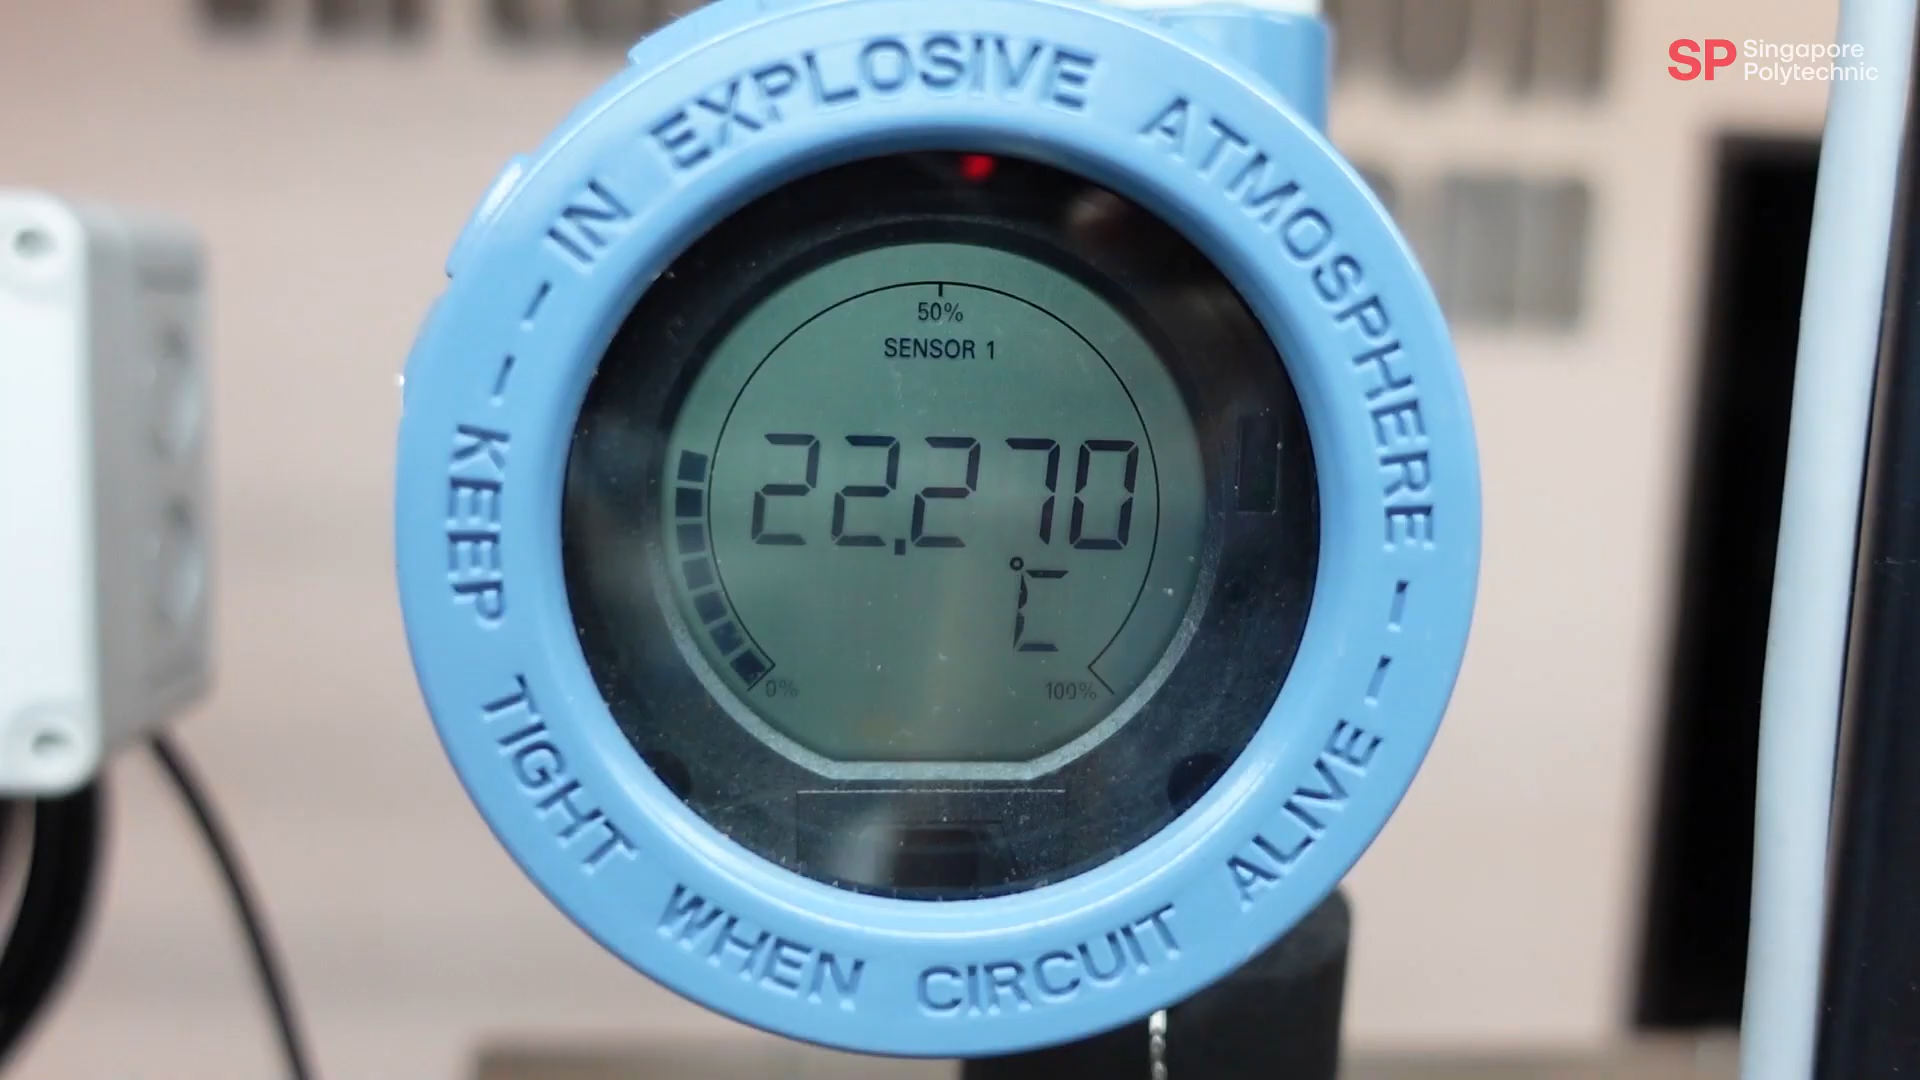 SP Singapore
Polytechnic
IN EXPLOSIVE ATMOSPHERE
KEEP TIGHT WHEN CIRCUIT ALIVE
50%
SENSOR 1
22.270
°C
0%
100%